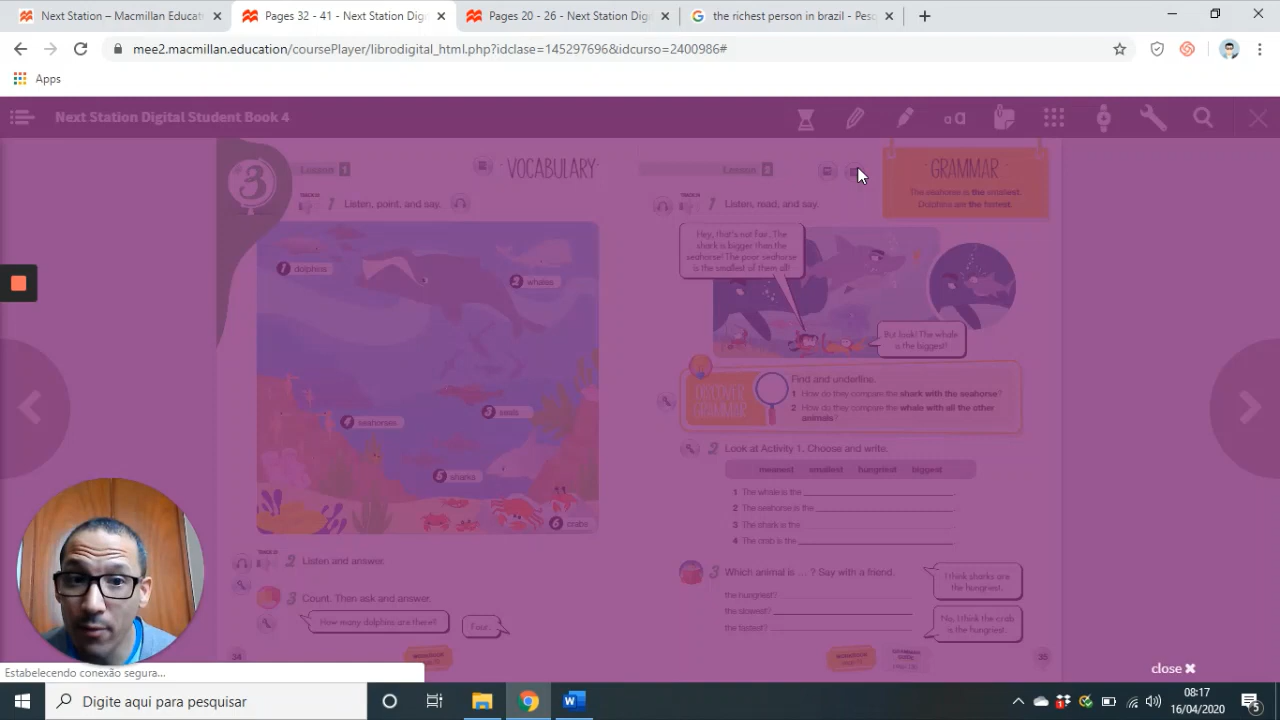 Next Station – Macmillan Educat
Pages 32 - 41 - Next Station Dig
Pages 20 - 26 - Next Station Dig
the richest person in brazil - Pesq
mee2.macmillan.education/coursePlayer/librodigital_html.php?idclase=145297696&idcurso=2400986#
Apps
Next Station Digital Student Book 4
3
Lesson 1
VOCABULARY
1 Listen, point, and say.
1 dolphins
2 whales
3 seals
4 seahorses
5 sharks
6 crabs
2 Listen and answer.
3 Count. Then ask and answer.
How many dolphins are there?
Four.
34
Lesson 2
GRAMMAR
The seahorse is the smallest.
Dolphins are the fastest.
1 Listen, read, and say.
Hey, that's not fair. The
shark is bigger than the
seahorse! The poor seahorse
is the smallest of them all!
But look! The whale
is the biggest!
DISCOVER
GRAMMAR
Find and underline.
1 How do they compare the shark with the seahorse?
2 How do they compare the whale with all the other
animals?
2 Look at Activity 1. Choose and write.
meanest smallest hungriest biggest
1 The whale is the
2 The seahorse is the
3 The shark is the
4 The crab is the
3 Which animal is ... ? Say with a friend.
the hungriest?
the slowest?
the fastest?
I think sharks are
the hungriest.
No, I think the crab
is the hungriest.
35
close
Estabelecendo conexão segura...
Digite aqui para pesquisar
08:17
16/04/2020
5